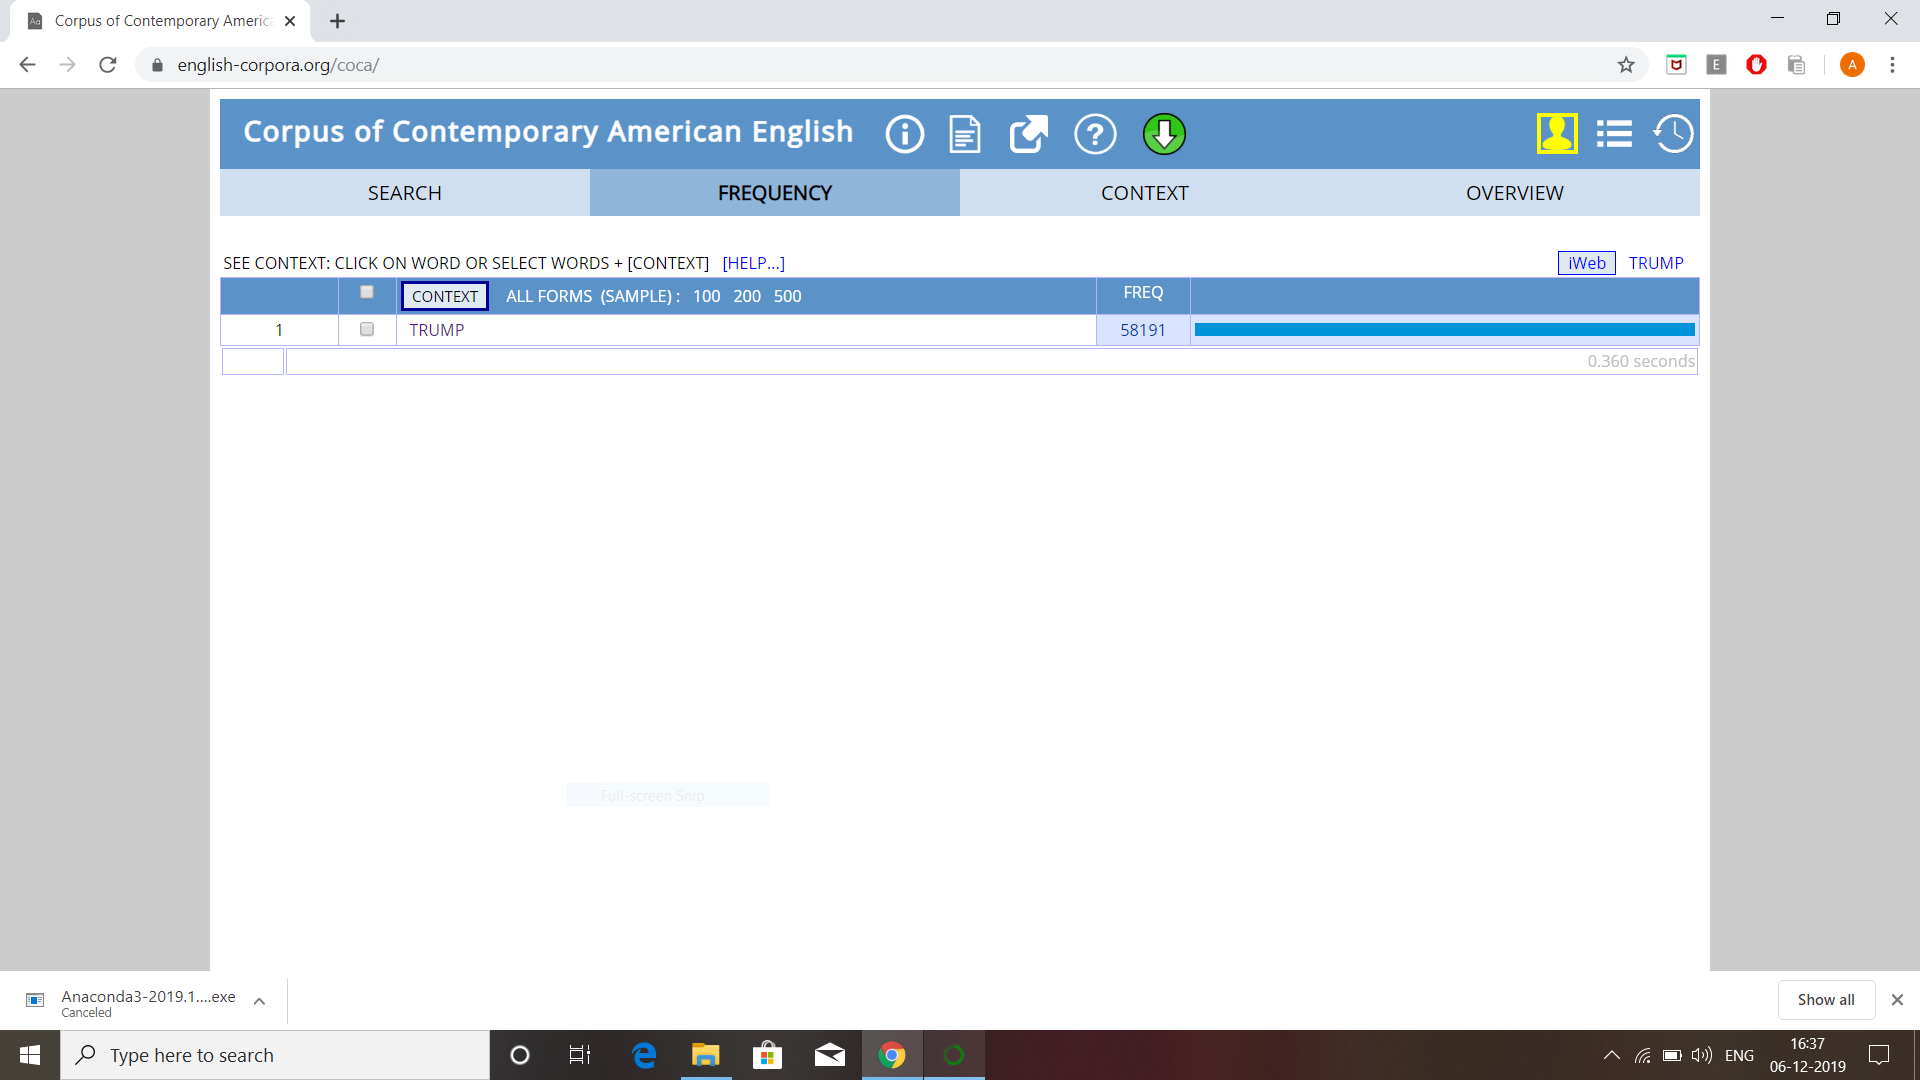 Corpus of Contemporary Americ
english-corpora.org/coca/
E
A
Corpus of Contemporary American English
SEARCH
FREQUENCY
CONTEXT
OVERVIEW
SEE CONTEXT: CLICK ON WORD OR SELECT WORDS + [CONTEXT] [HELP...]
iWeb TRUMP
CONTEXT ALL FORMS (SAMPLE) : 100 200 500 FREQ
1 TRUMP 58191
0.360 seconds
Full-screen Snip
Anaconda3-2019.1....exe
Canceled
Show all
Type here to search
ENG
16:37
06-12-2019